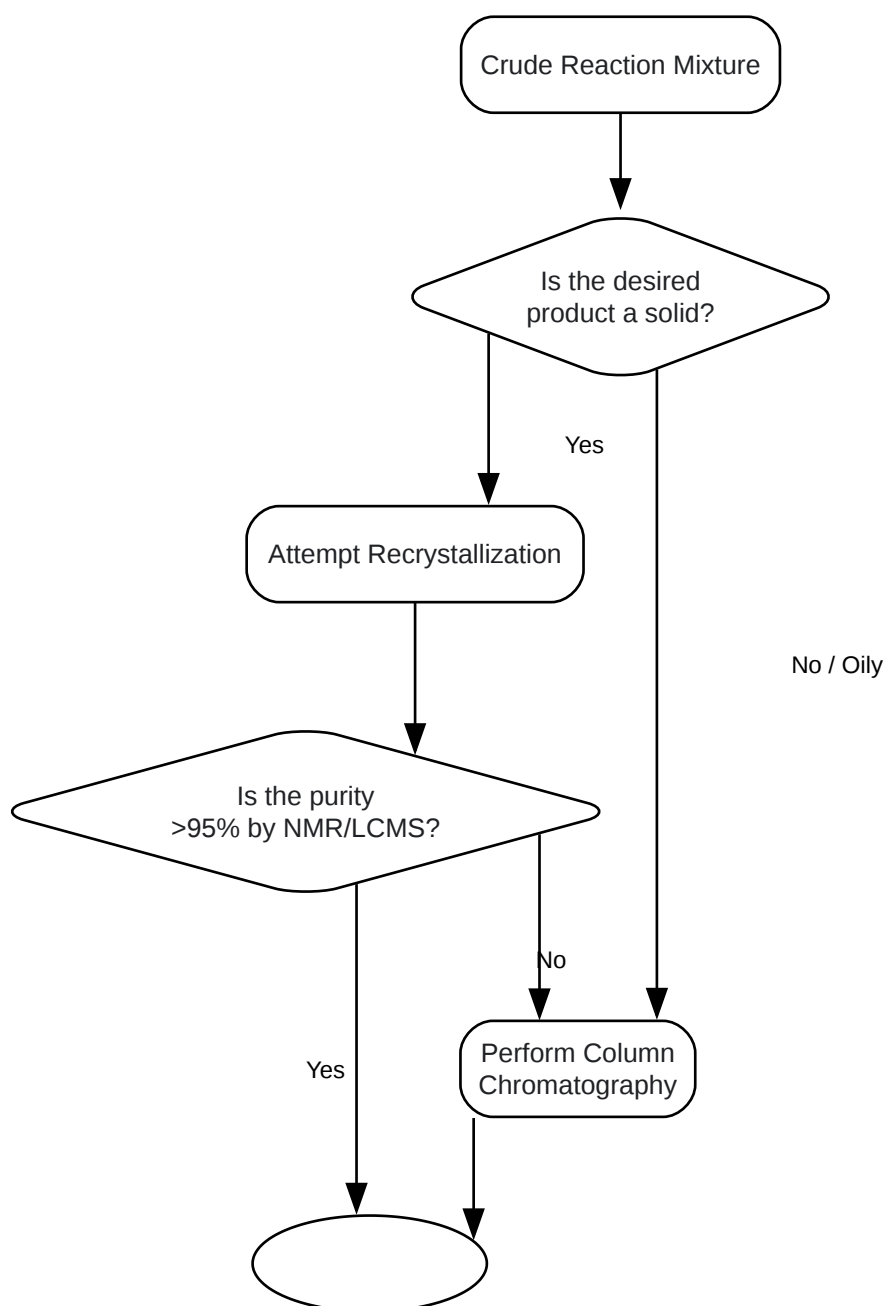 Crude Reaction Mixture
Is the desired
product a solid?
Yes
Attempt Recrystallization
No / Oily
Is the purity
>95% by NMR/LCMS?
No
Perform Column
Chromatography
Yes